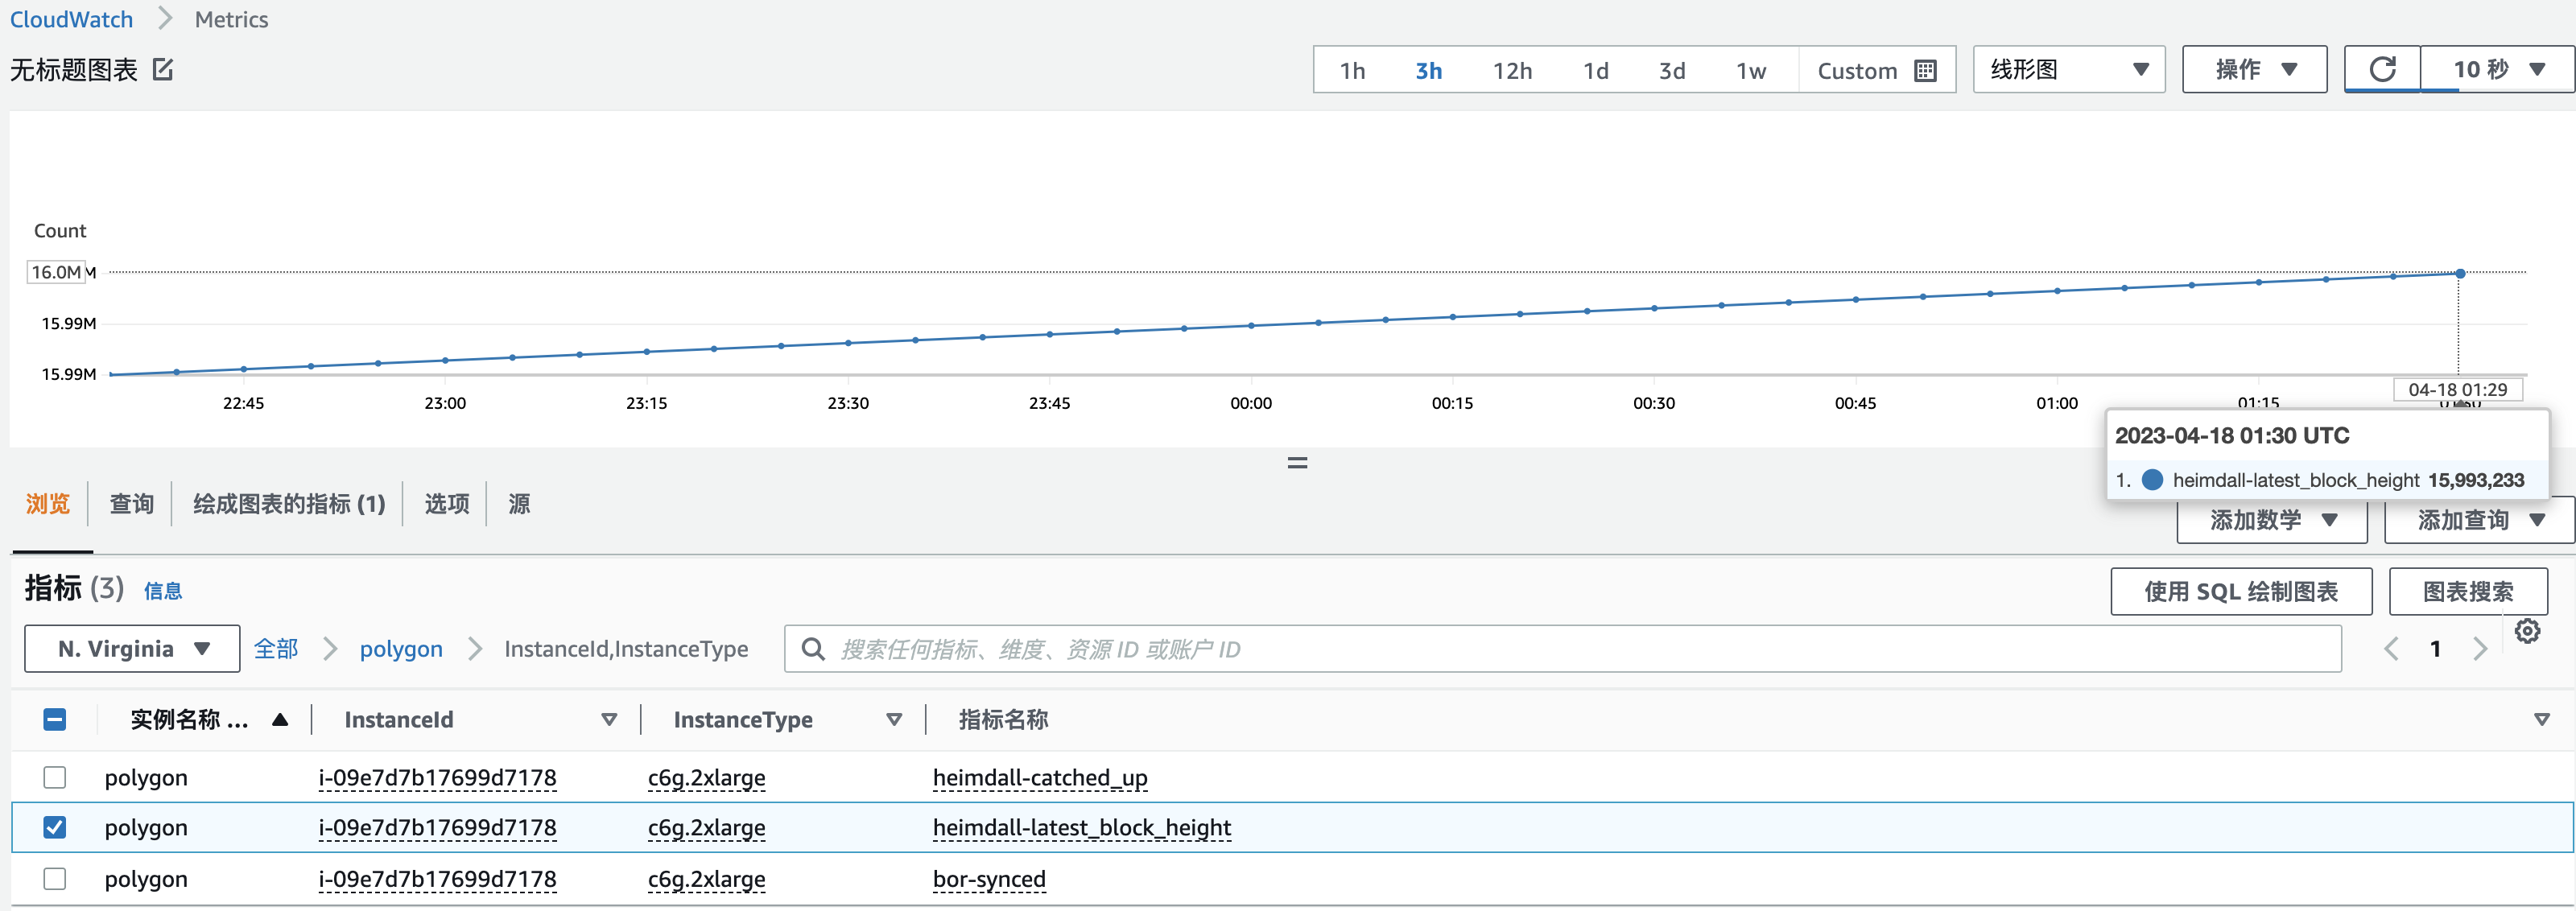 CloudWatch Metrics
无标题图表
1h 3h 12h 1d 3d 1w Custom 线形图 操作 10 秒
Count
16.0M M
15.99M
15.99M
22:45 23:00 23:15 23:30 23:45 00:00 00:15 00:30 00:45 01:00 01:15 01:30
04-18 01:29
2023-04-18 01:30 UTC
1. heimdall-latest_block_height 15,993,233
浏览 查询 绘成图表的指标 (1) 选项 源 添加数学 添加查询
指标 (3) 信息 使用 SQL 绘制图表 图表搜索
N. Virginia 全部 polygon InstanceId,InstanceType 搜索任何指标、维度、资源 ID 或账户 ID 1
实例名称 ... InstanceId InstanceType 指标名称
polygon i-09e7d7b17699d7178 c6g.2xlarge heimdall-catched_up
polygon i-09e7d7b17699d7178 c6g.2xlarge heimdall-latest_block_height
polygon i-09e7d7b17699d7178 c6g.2xlarge bor-synced